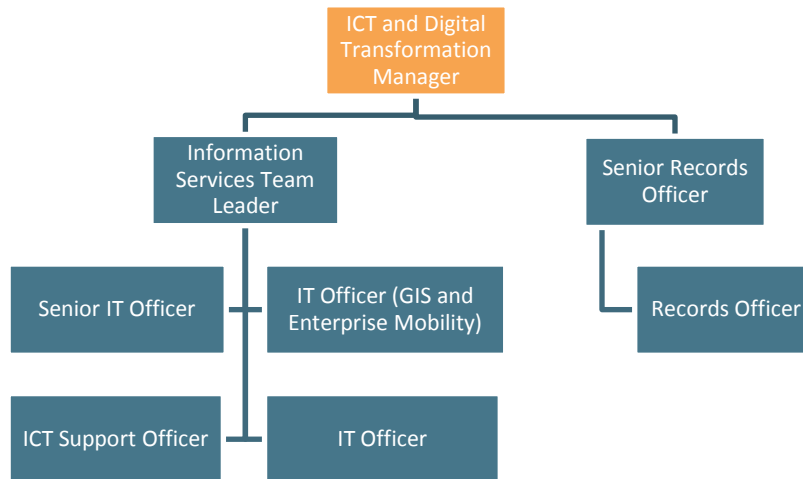 ICT and Digital
Transformation
Manager
Information
Services Team
Leader
Senior Records
Officer
Senior IT Officer
IT Officer (GIS and
Enterprise Mobility)
Records Officer
ICT Support Officer
IT Officer